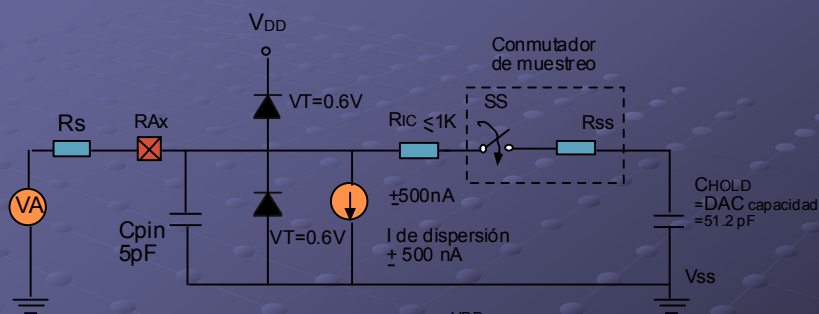 VDD
Conmutador
de muestreo
VT=0.6V
Rs
RAx
RIC ≤1K
SS
Rss
VA
Cpin
5pF
VT=0.6V
±500nA
I de dispersión
± 500 nA
CHOLD
=DAC capacidad
=51.2 pF
Vss